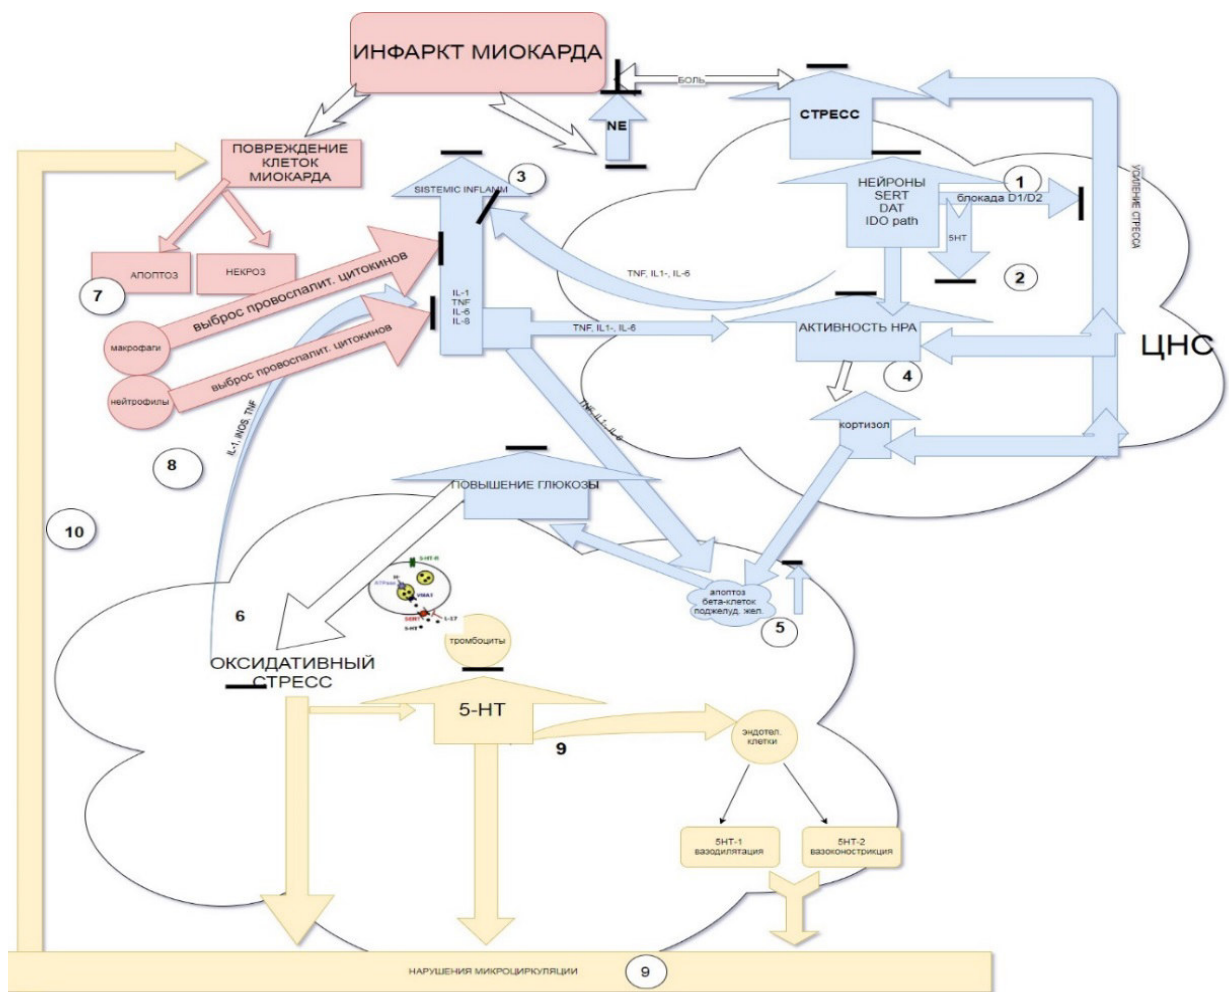 ИНФАРКТ МИОКАРДА
БОЛЬ
NE
СТРЕСС
ПОВРЕЖДЕНИЕ
КЛЕТОК
МИОКАРДА
АПОПТОЗ
НЕКРОЗ
7
макрофаги
нейтрофилы
выброс провоспалит. цитокинов
выброс провоспалит. цитокинов
SISTEMIC INFLAMM
3
IL-1
TNF
IL-6
IL-8
НЕЙРОНЫ
SERT
DAT
IDO path
1
блокада D1/D2
5HT
2
УСИЛЕНИЕ СТРЕССА
TNF, IL1-, IL-6
TNF, IL1-, IL-6
TNF, IL1-, IL-6
АКТИВНОСТЬ HPA
4
ЦНС
кортизол
IL-1, iNOS, TNF
8
10
ПОВЫШЕНИЕ ГЛЮКОЗЫ
апоптоз
бета-клеток
поджелуд. жел.
5
6
ОКСИДАТИВНЫЙ
СТРЕСС
тромбоциты
5-HT
9
эндотел.
клетки
5HT-1
вазодилятация
5HT-2
вазоконострикция
НАРУШЕНИЯ МИКРОЦИРКУЛЯЦИИ
9